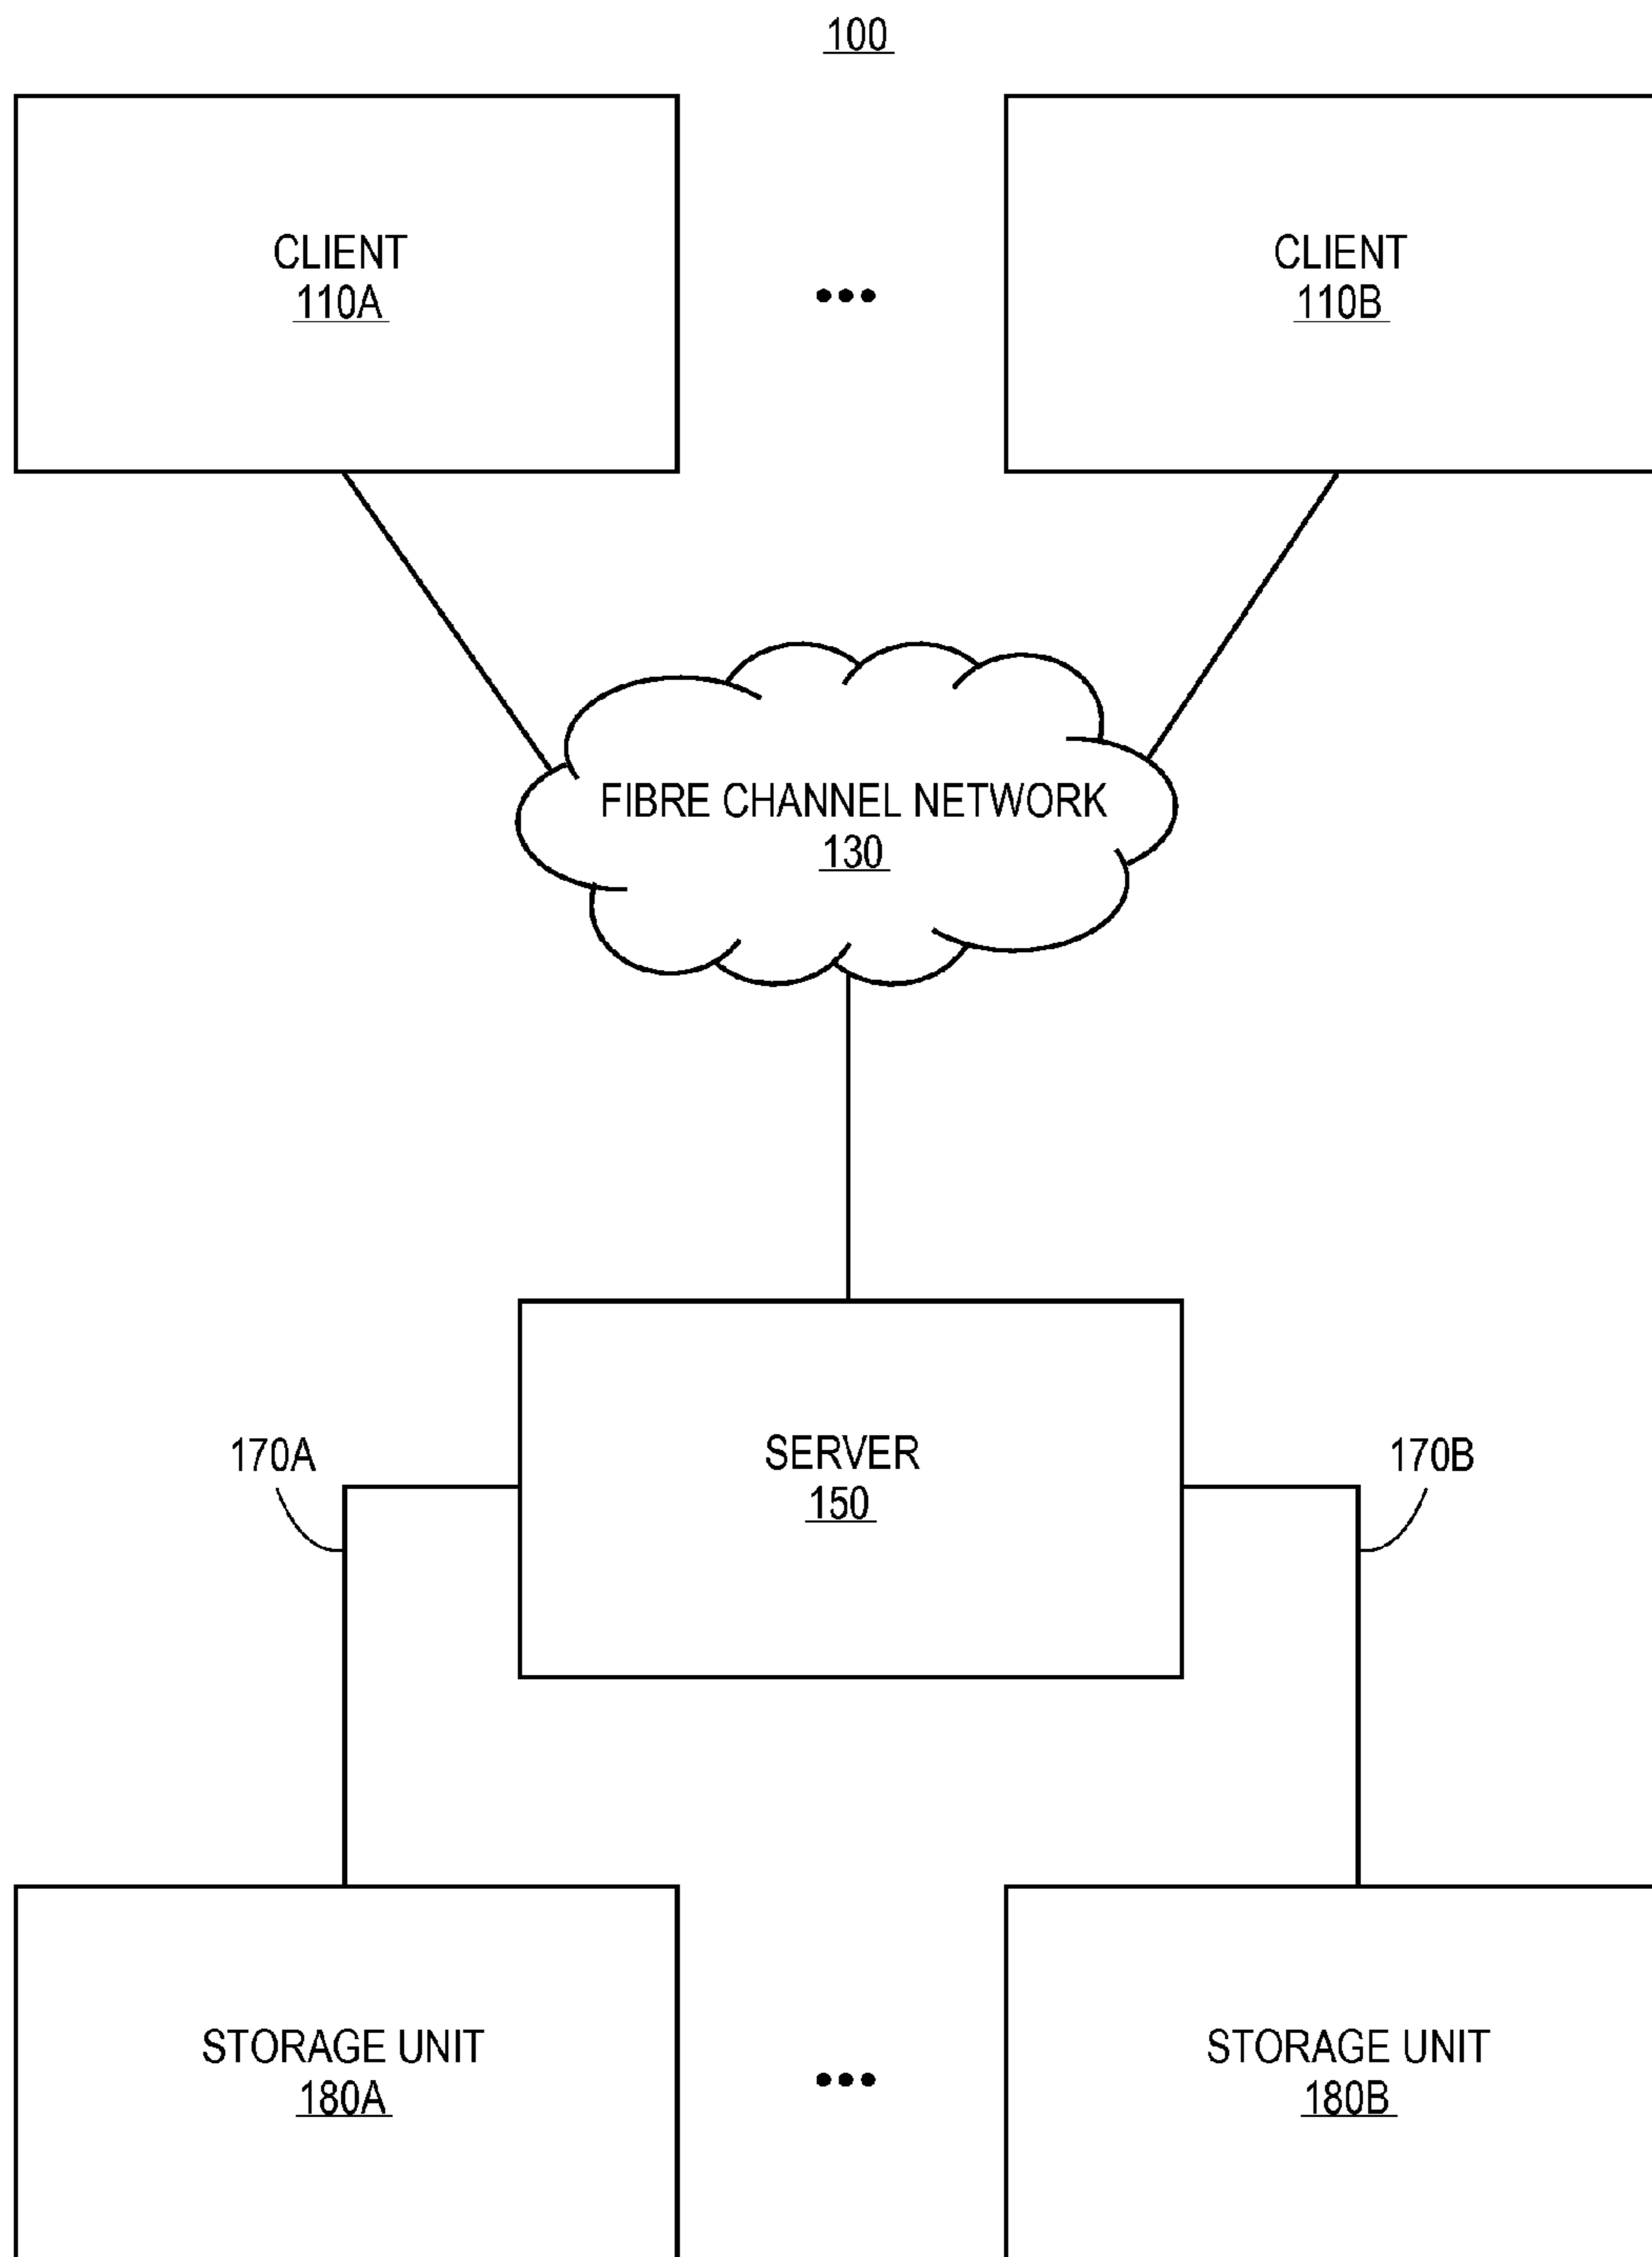 100
CLIENT
110A
•••
CLIENT
110B
FIBRE CHANNEL NETWORK
130
170A
SERVER
150
170B
STORAGE UNIT
180A
•••
STORAGE UNIT
180B